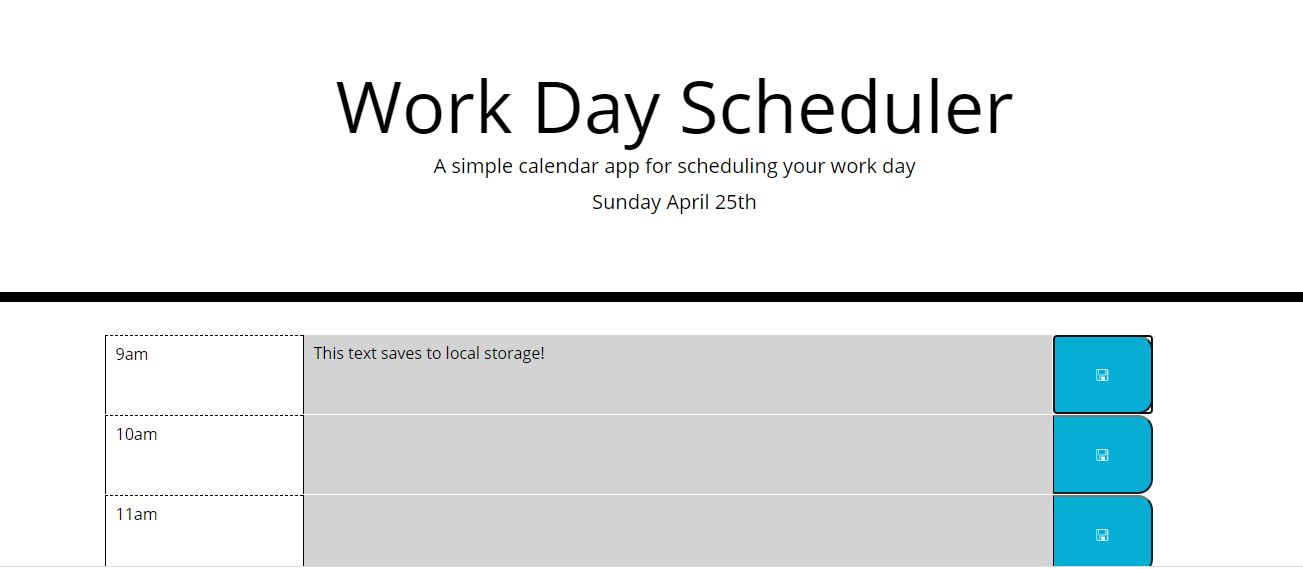 Work Day Scheduler
A simple calendar app for scheduling your work day
Sunday April 25th
9am
This text saves to local storage!
10am
11am